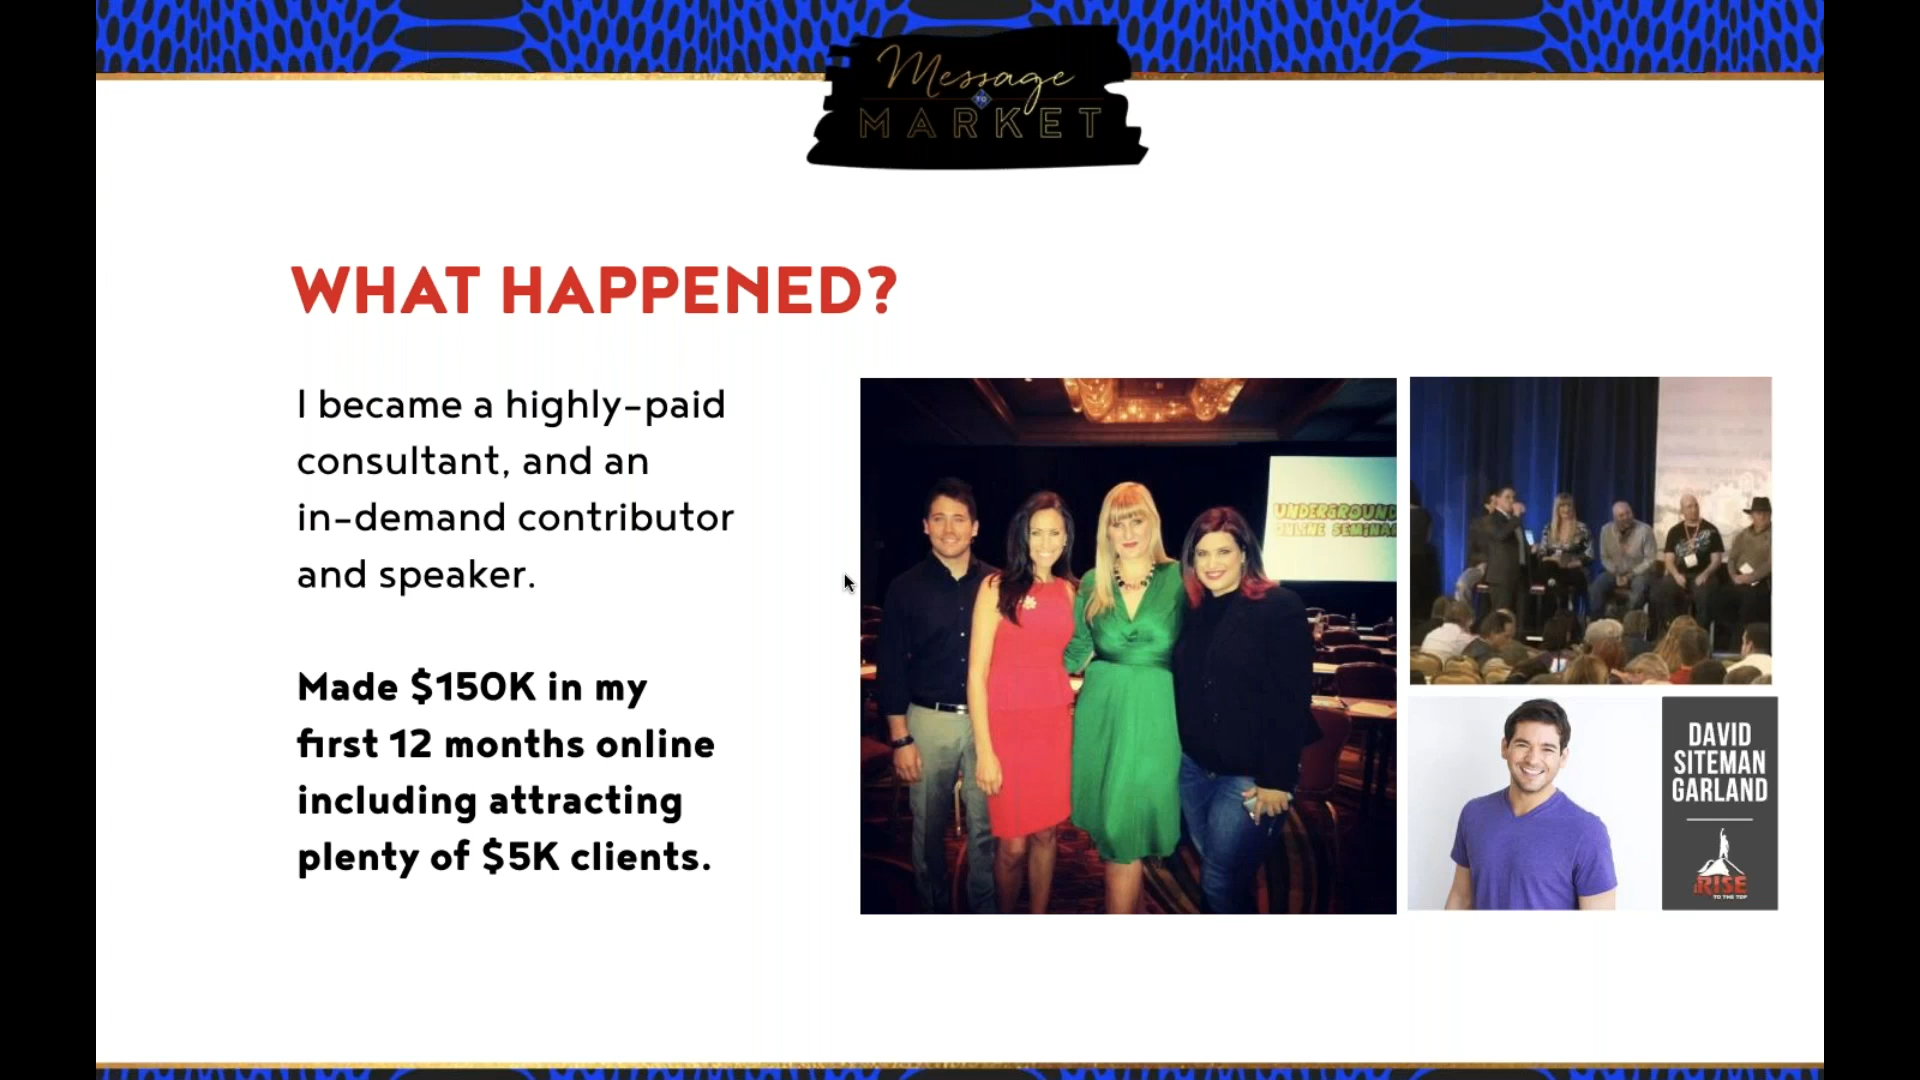 Message
TO
MARKET
WHAT HAPPENED?
I became a highly-paid
consultant, and an
in-demand contributor
and speaker.
Made $150K in my
first 12 months online
including attracting
plenty of $5K clients.
UNDERGROUND
ONLINE SEMINAR
DAVID
SITEMAN
GARLAND
RISE
TO THE TOP